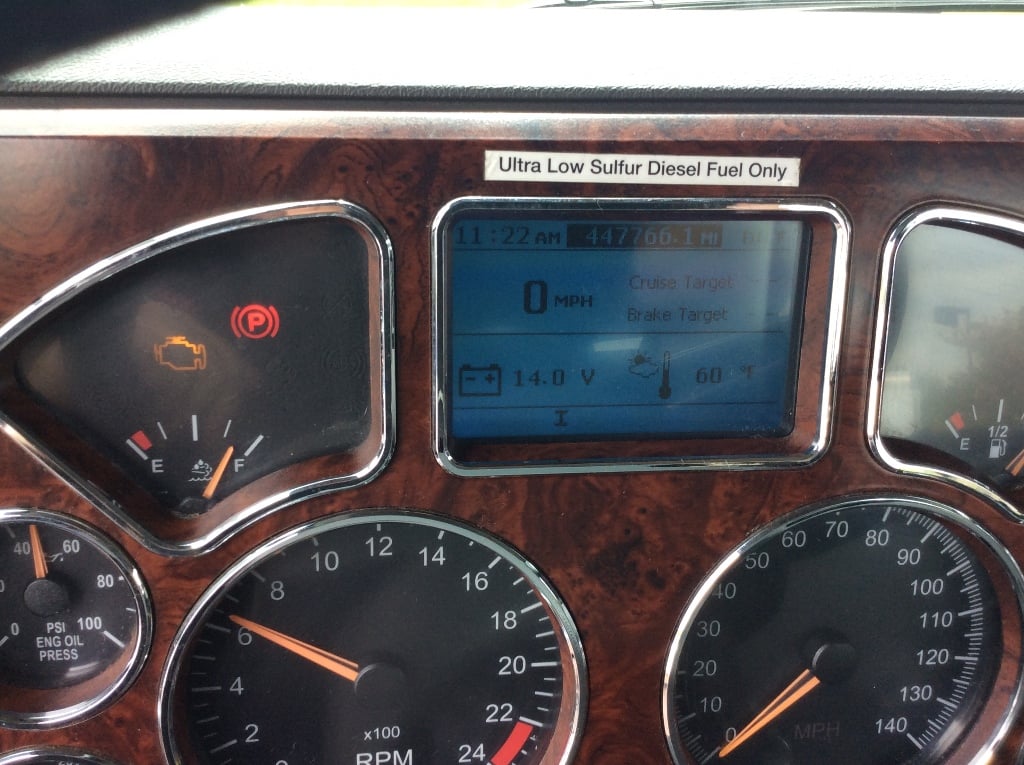 Ultra Low Sulfur Diesel Fuel Only
11:22 AM 447766.1 MI
0 MPH
Cruise Target
Brake Target
14.0 V
60 °F
P
E
F
E
1/2
40
60
80
100
0
PSI
ENG OIL
PRESS
2
4
6
8
10
12
14
16
18
20
22
24
x100
RPM
0
10
20
30
40
50
60
70
80
90
100
110
120
130
140
MPH